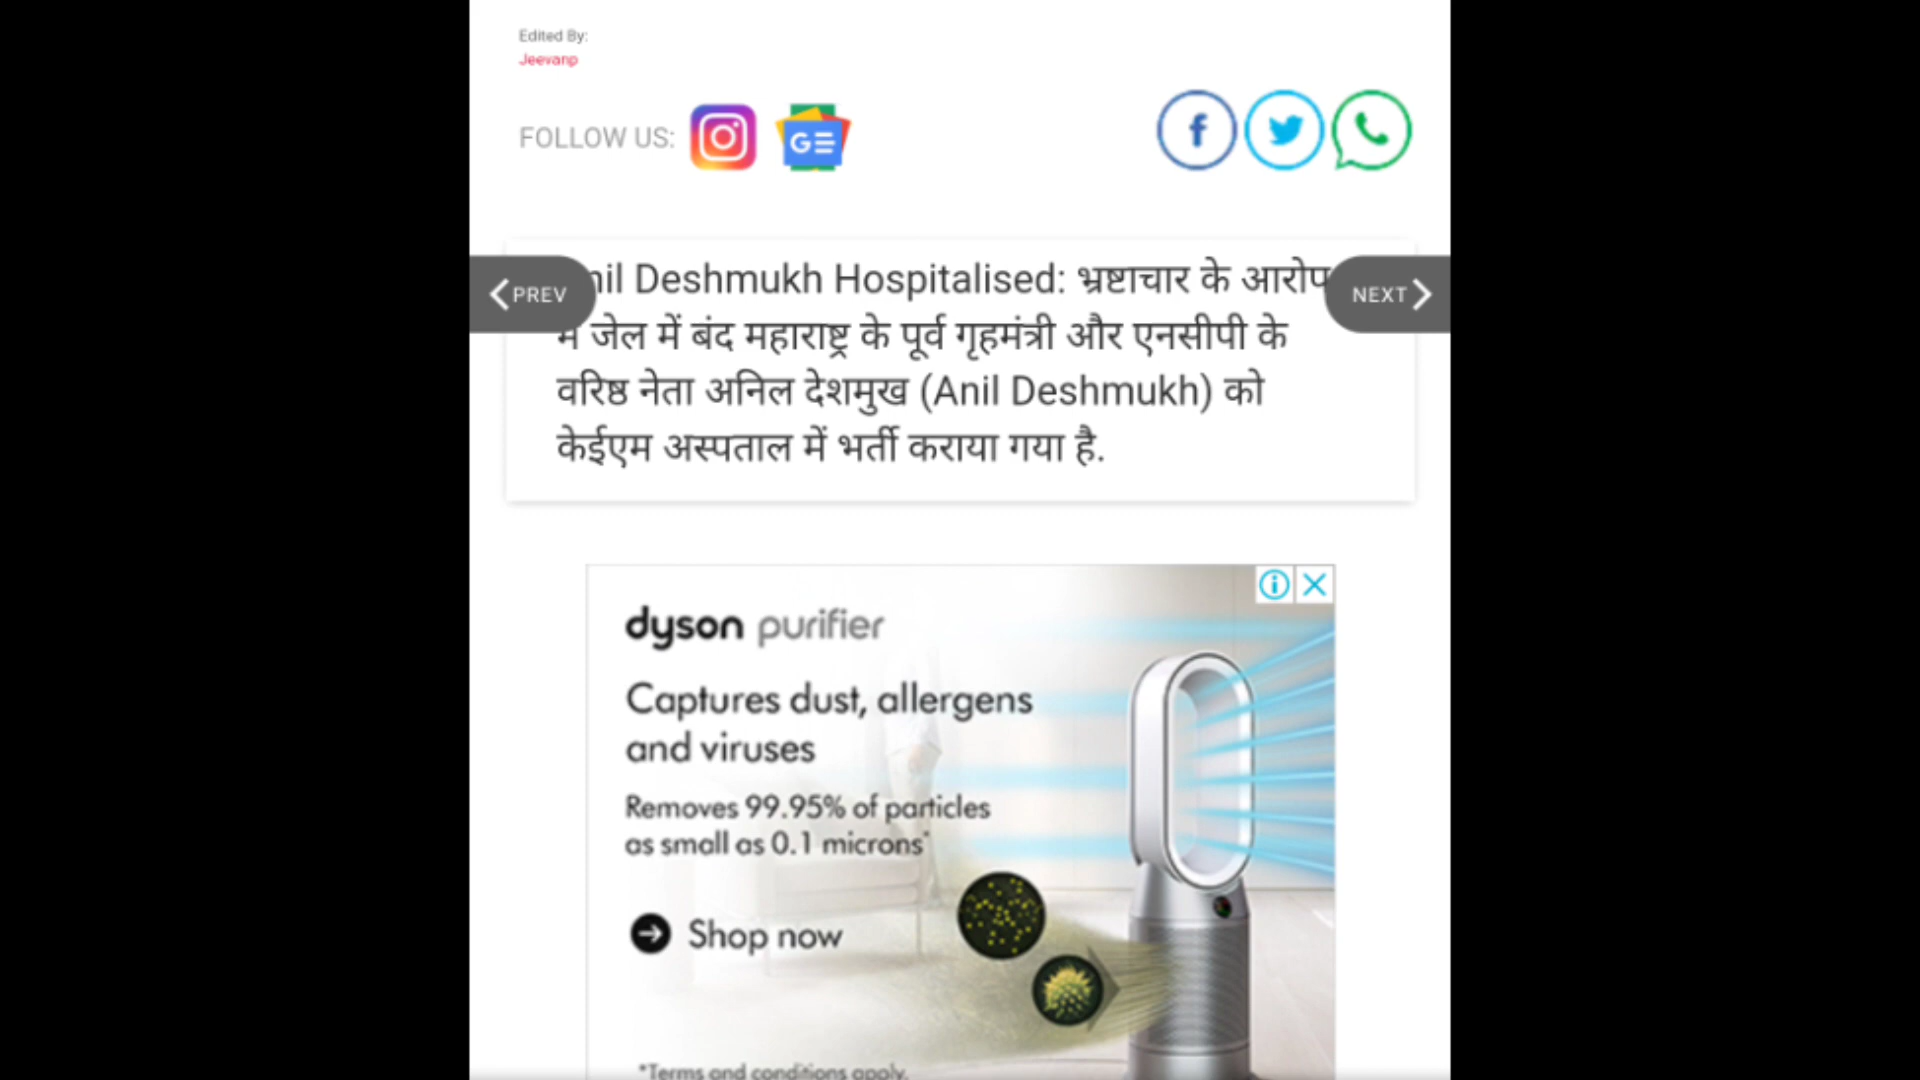 Edited By:
Jeevanp
FOLLOW US:
GE
f
PREV
nil Deshmukh Hospitalised: भ्रष्टाचार के आरोप
NEXT
में जेल में बंद महाराष्ट्र के पूर्व गृहमंत्री और एनसीपी के
वरिष्ठ नेता अनिल देशमुख (Anil Deshmukh) को
केईएम अस्पताल में भर्ती कराया गया है.
dyson purifier
Captures dust, allergens
and viruses
Removes 99.95% of particles
as small as 0.1 microns*
Shop now
*Terms and conditions apply.